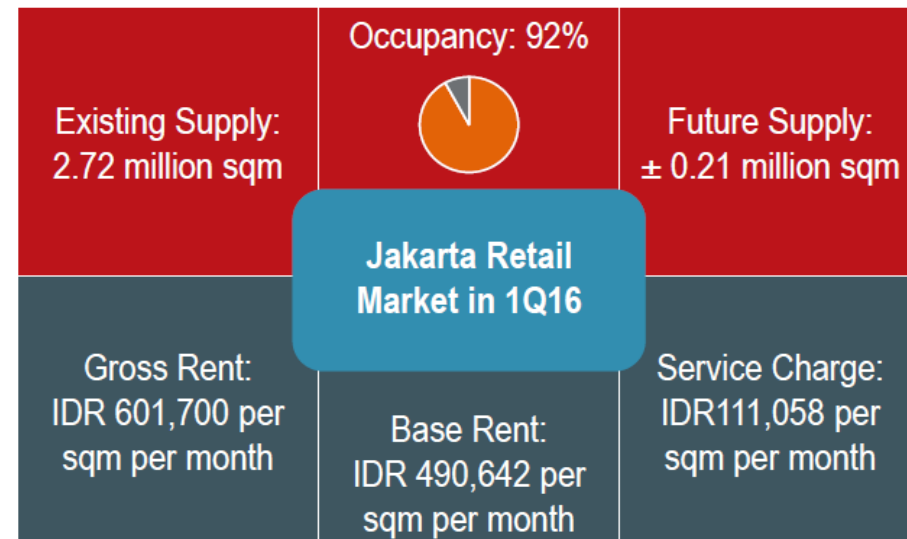 Existing Supply:
2.72 million sqm
Occupancy: 92%
Future Supply:
± 0.21 million sqm
Jakarta Retail
Market in 1Q16
Gross Rent:
IDR 601,700 per
sqm per month
Base Rent:
IDR 490,642 per
sqm per month
Service Charge:
IDR111,058 per
sqm per month